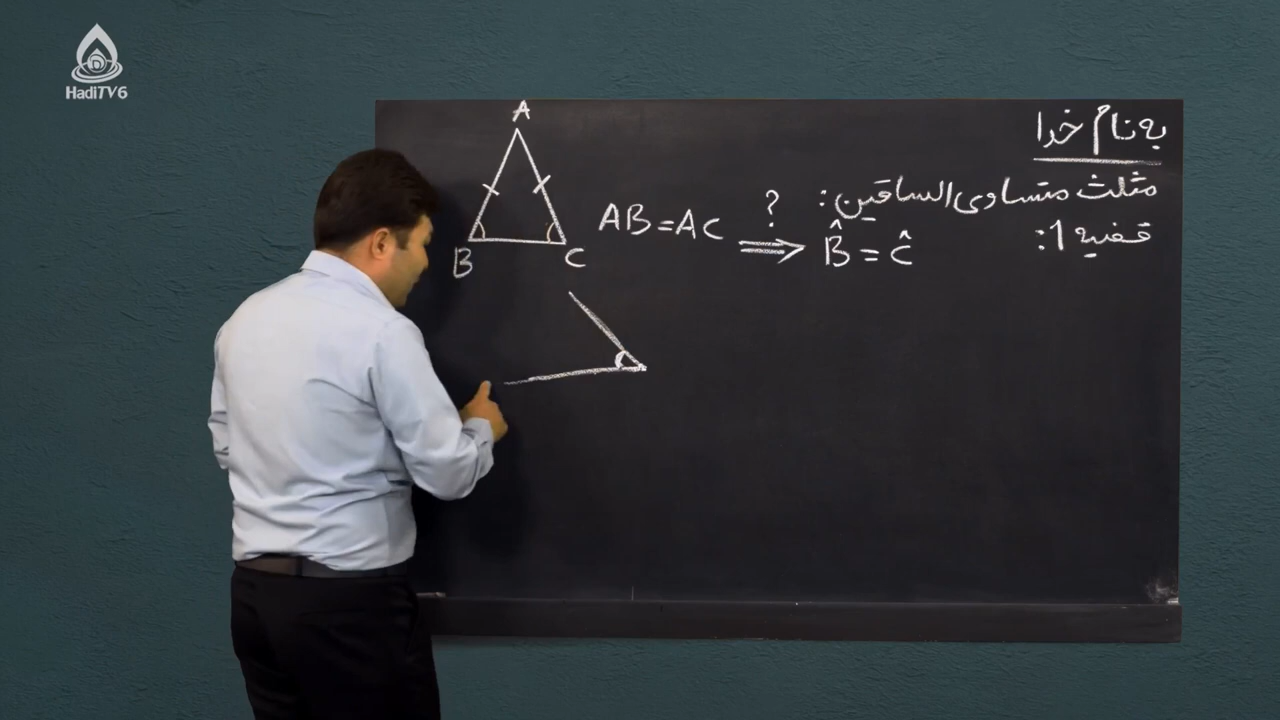 HadiTV6
به نام خدا
مثلث متساوی الساقین:
قضیه 1:
A
B
C
AB=AC
?
⇒
B̂ = Ĉ